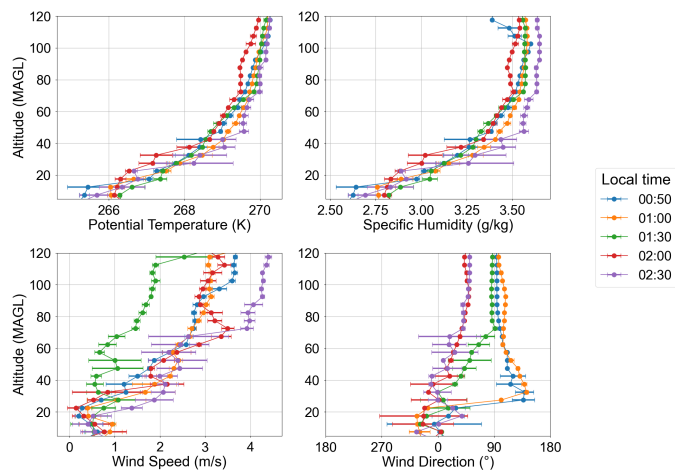 120
100
80
60
40
20
Altitude (MAGL)
266 268 270
Potential Temperature (K)
120
100
80
60
40
20
2.50 2.75 3.00 3.25 3.50
Specific Humidity (g/kg)
Local time
00:50
01:00
01:30
02:00
02:30
120
100
80
60
40
20
Altitude (MAGL)
0 1 2 3 4
Wind Speed (m/s)
120
100
80
60
40
20
180 270 0 90 180
Wind Direction (°)